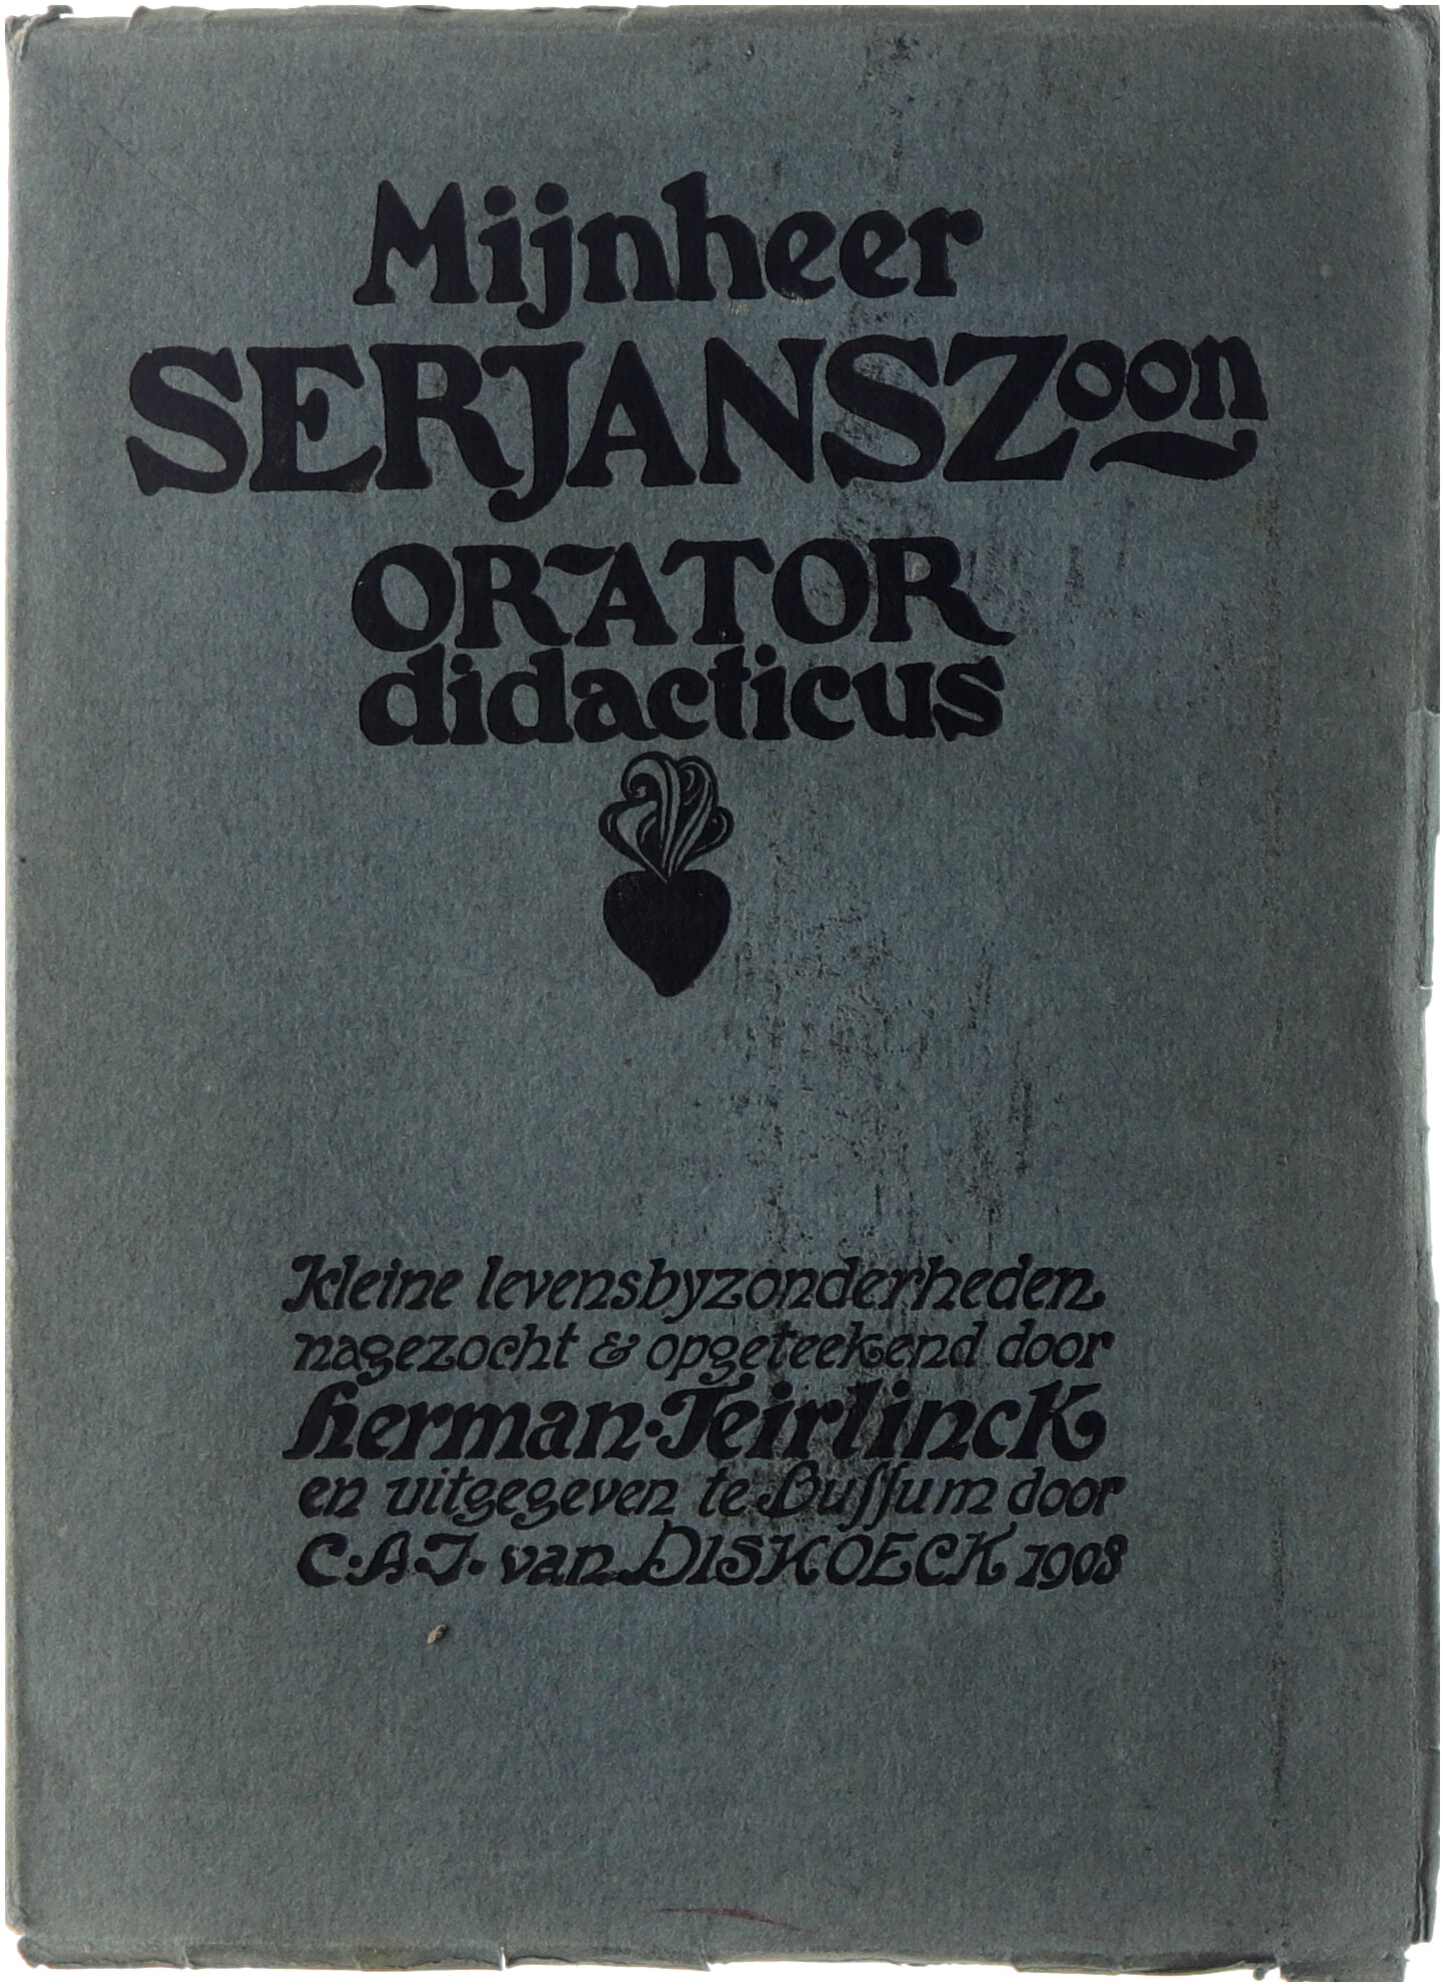 Mijnheer
SERJANSZoon
ORATOR
didacticus
Kleine levensbyzonderheden
nagezocht & opgeteekend door
herman·Teirlinck
en uitgegeven te Bussum door
C·A·J· van DISHOECK 1908